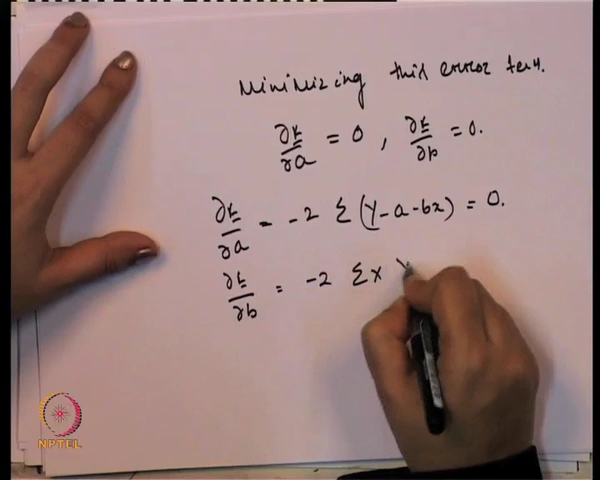 Minimizing this error term.
∂E/∂a = 0 , ∂E/∂b = 0.
∂E/∂a = -2 Σ (Y - a - bx) = 0.
∂E/∂b = -2 Σ x
NPTEL